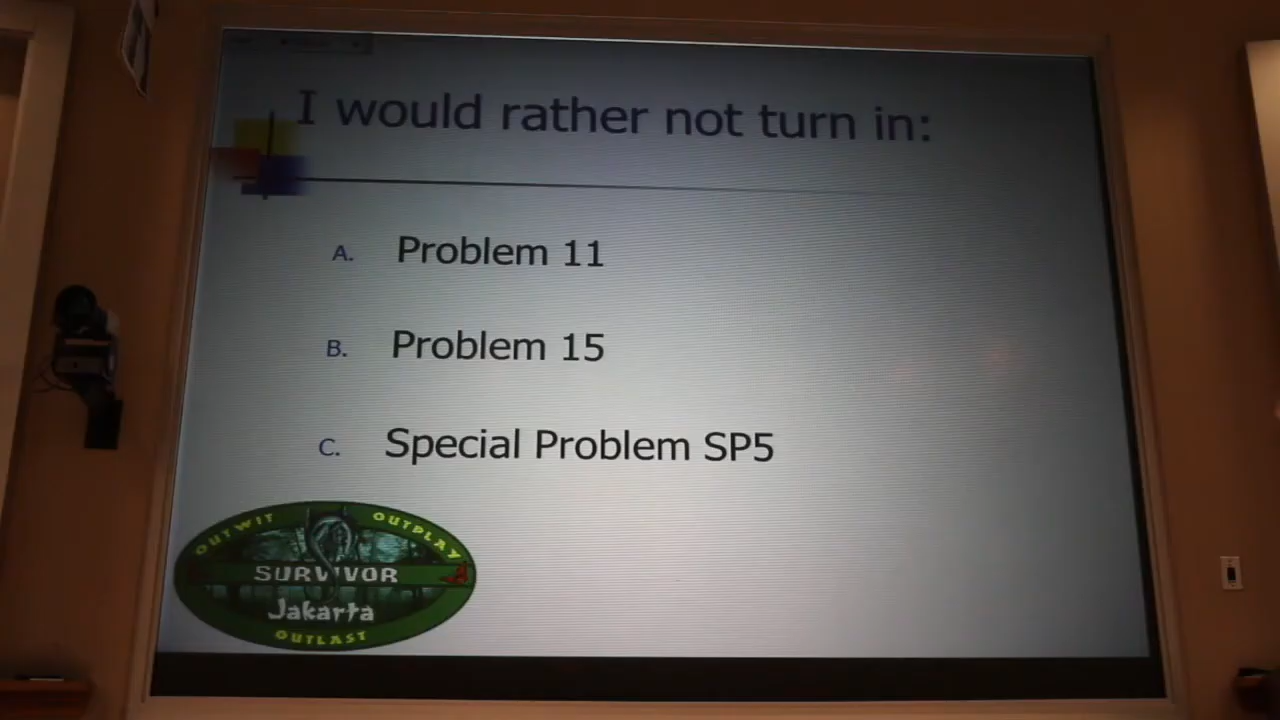 I would rather not turn in:
A. Problem 11
B. Problem 15
C. Special Problem SP5
OUTWIT OUTPLAY
SURVIVOR
Jakarta
OUTLAST